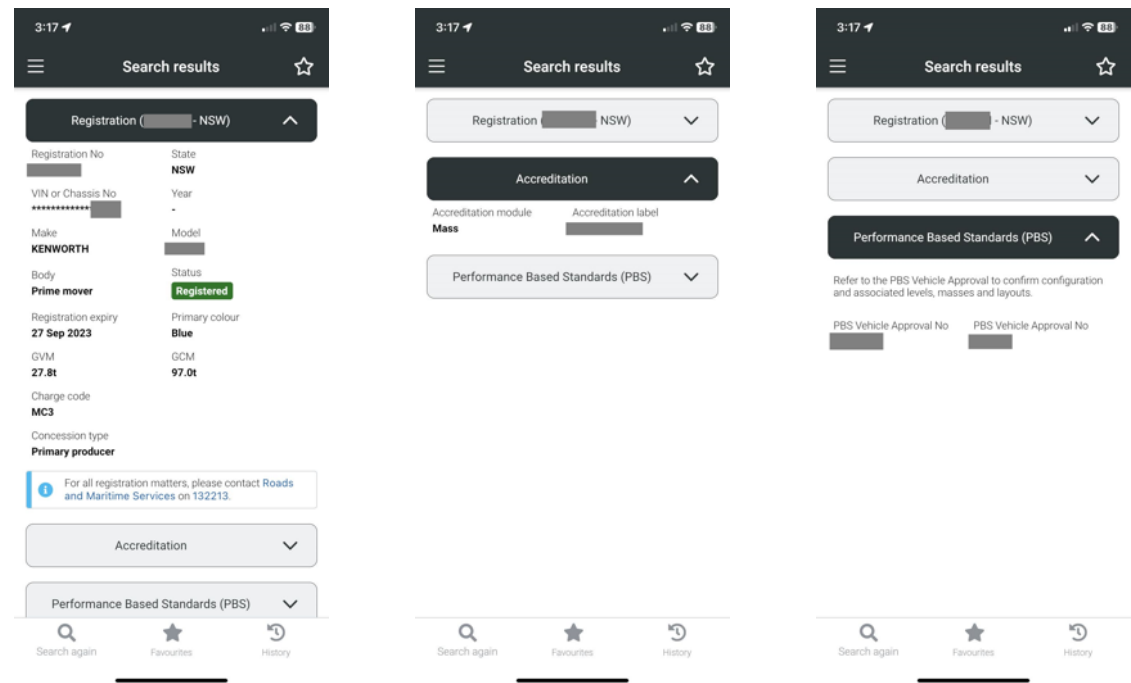 3:17
88
Search results
Registration (
- NSW)
Registration No
State
NSW
VIN or Chassis No
Year
************
-
Make
Model
KENWORTH
Body
Status
Prime mover
Registered
Registration expiry
Primary colour
27 Sep 2023
Blue
GVM
GCM
27.8t
97.0t
Charge code
MC3
Concession type
Primary producer
For all registration matters, please contact Roads
and Maritime Services on 132213.
Accreditation
Performance Based Standards (PBS)
Search again
Favourites
History
3:17
88
Search results
Registration (
NSW)
Accreditation
Accreditation module
Accreditation label
Mass
Performance Based Standards (PBS)
Search again
Favourites
History
3:17
88
Search results
Registration (
- NSW)
Accreditation
Performance Based Standards (PBS)
Refer to the PBS Vehicle Approval to confirm configuration
and associated levels, masses and layouts.
PBS Vehicle Approval No
PBS Vehicle Approval No
Search again
Favourites
History